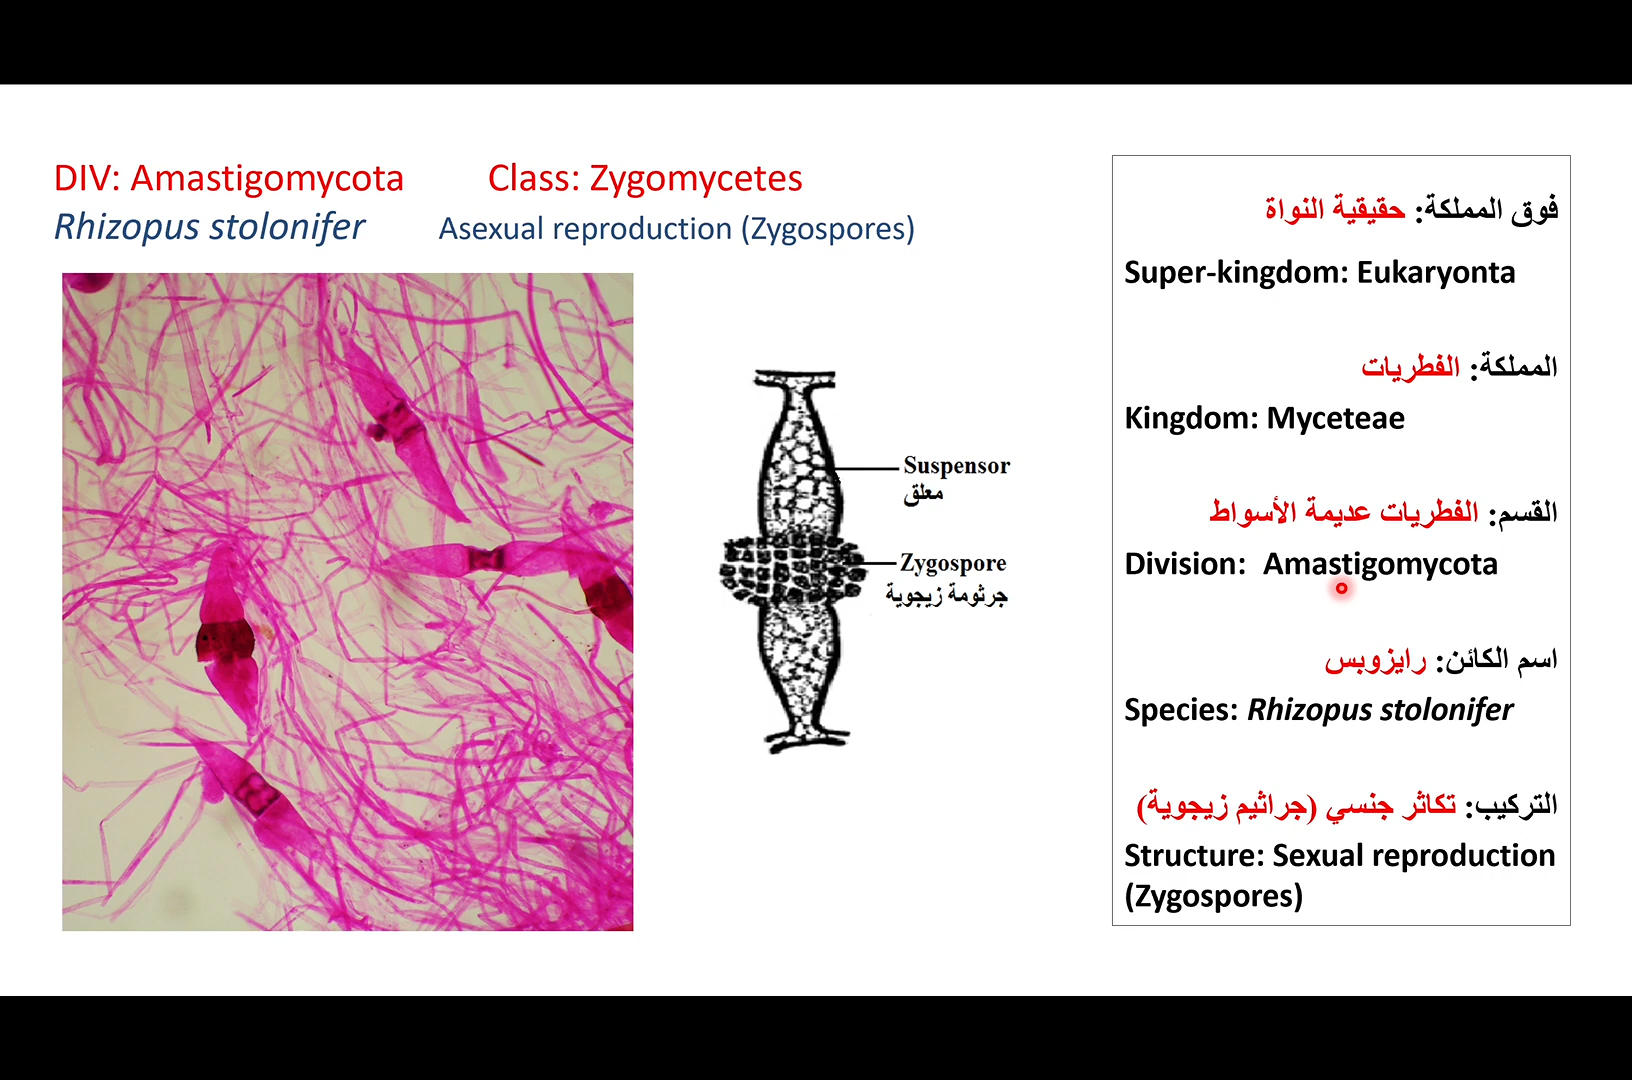 DIV: Amastigomycota Class: Zygomycetes
Rhizopus stolonifer Asexual reproduction (Zygospores)
Suspensor
معلق
Zygospore
جرثومة زيجوية
فوق المملكة: حقيقية النواة
Super-kingdom: Eukaryonta
المملكة: الفطريات
Kingdom: Myceteae
القسم: الفطريات عديمة الأسواط
Division: Amastigomycota
اسم الكائن: رايزوبس
Species: Rhizopus stolonifer
التركيب: تكاثر جنسي (جراثيم زيجوية)
Structure: Sexual reproduction
(Zygospores)